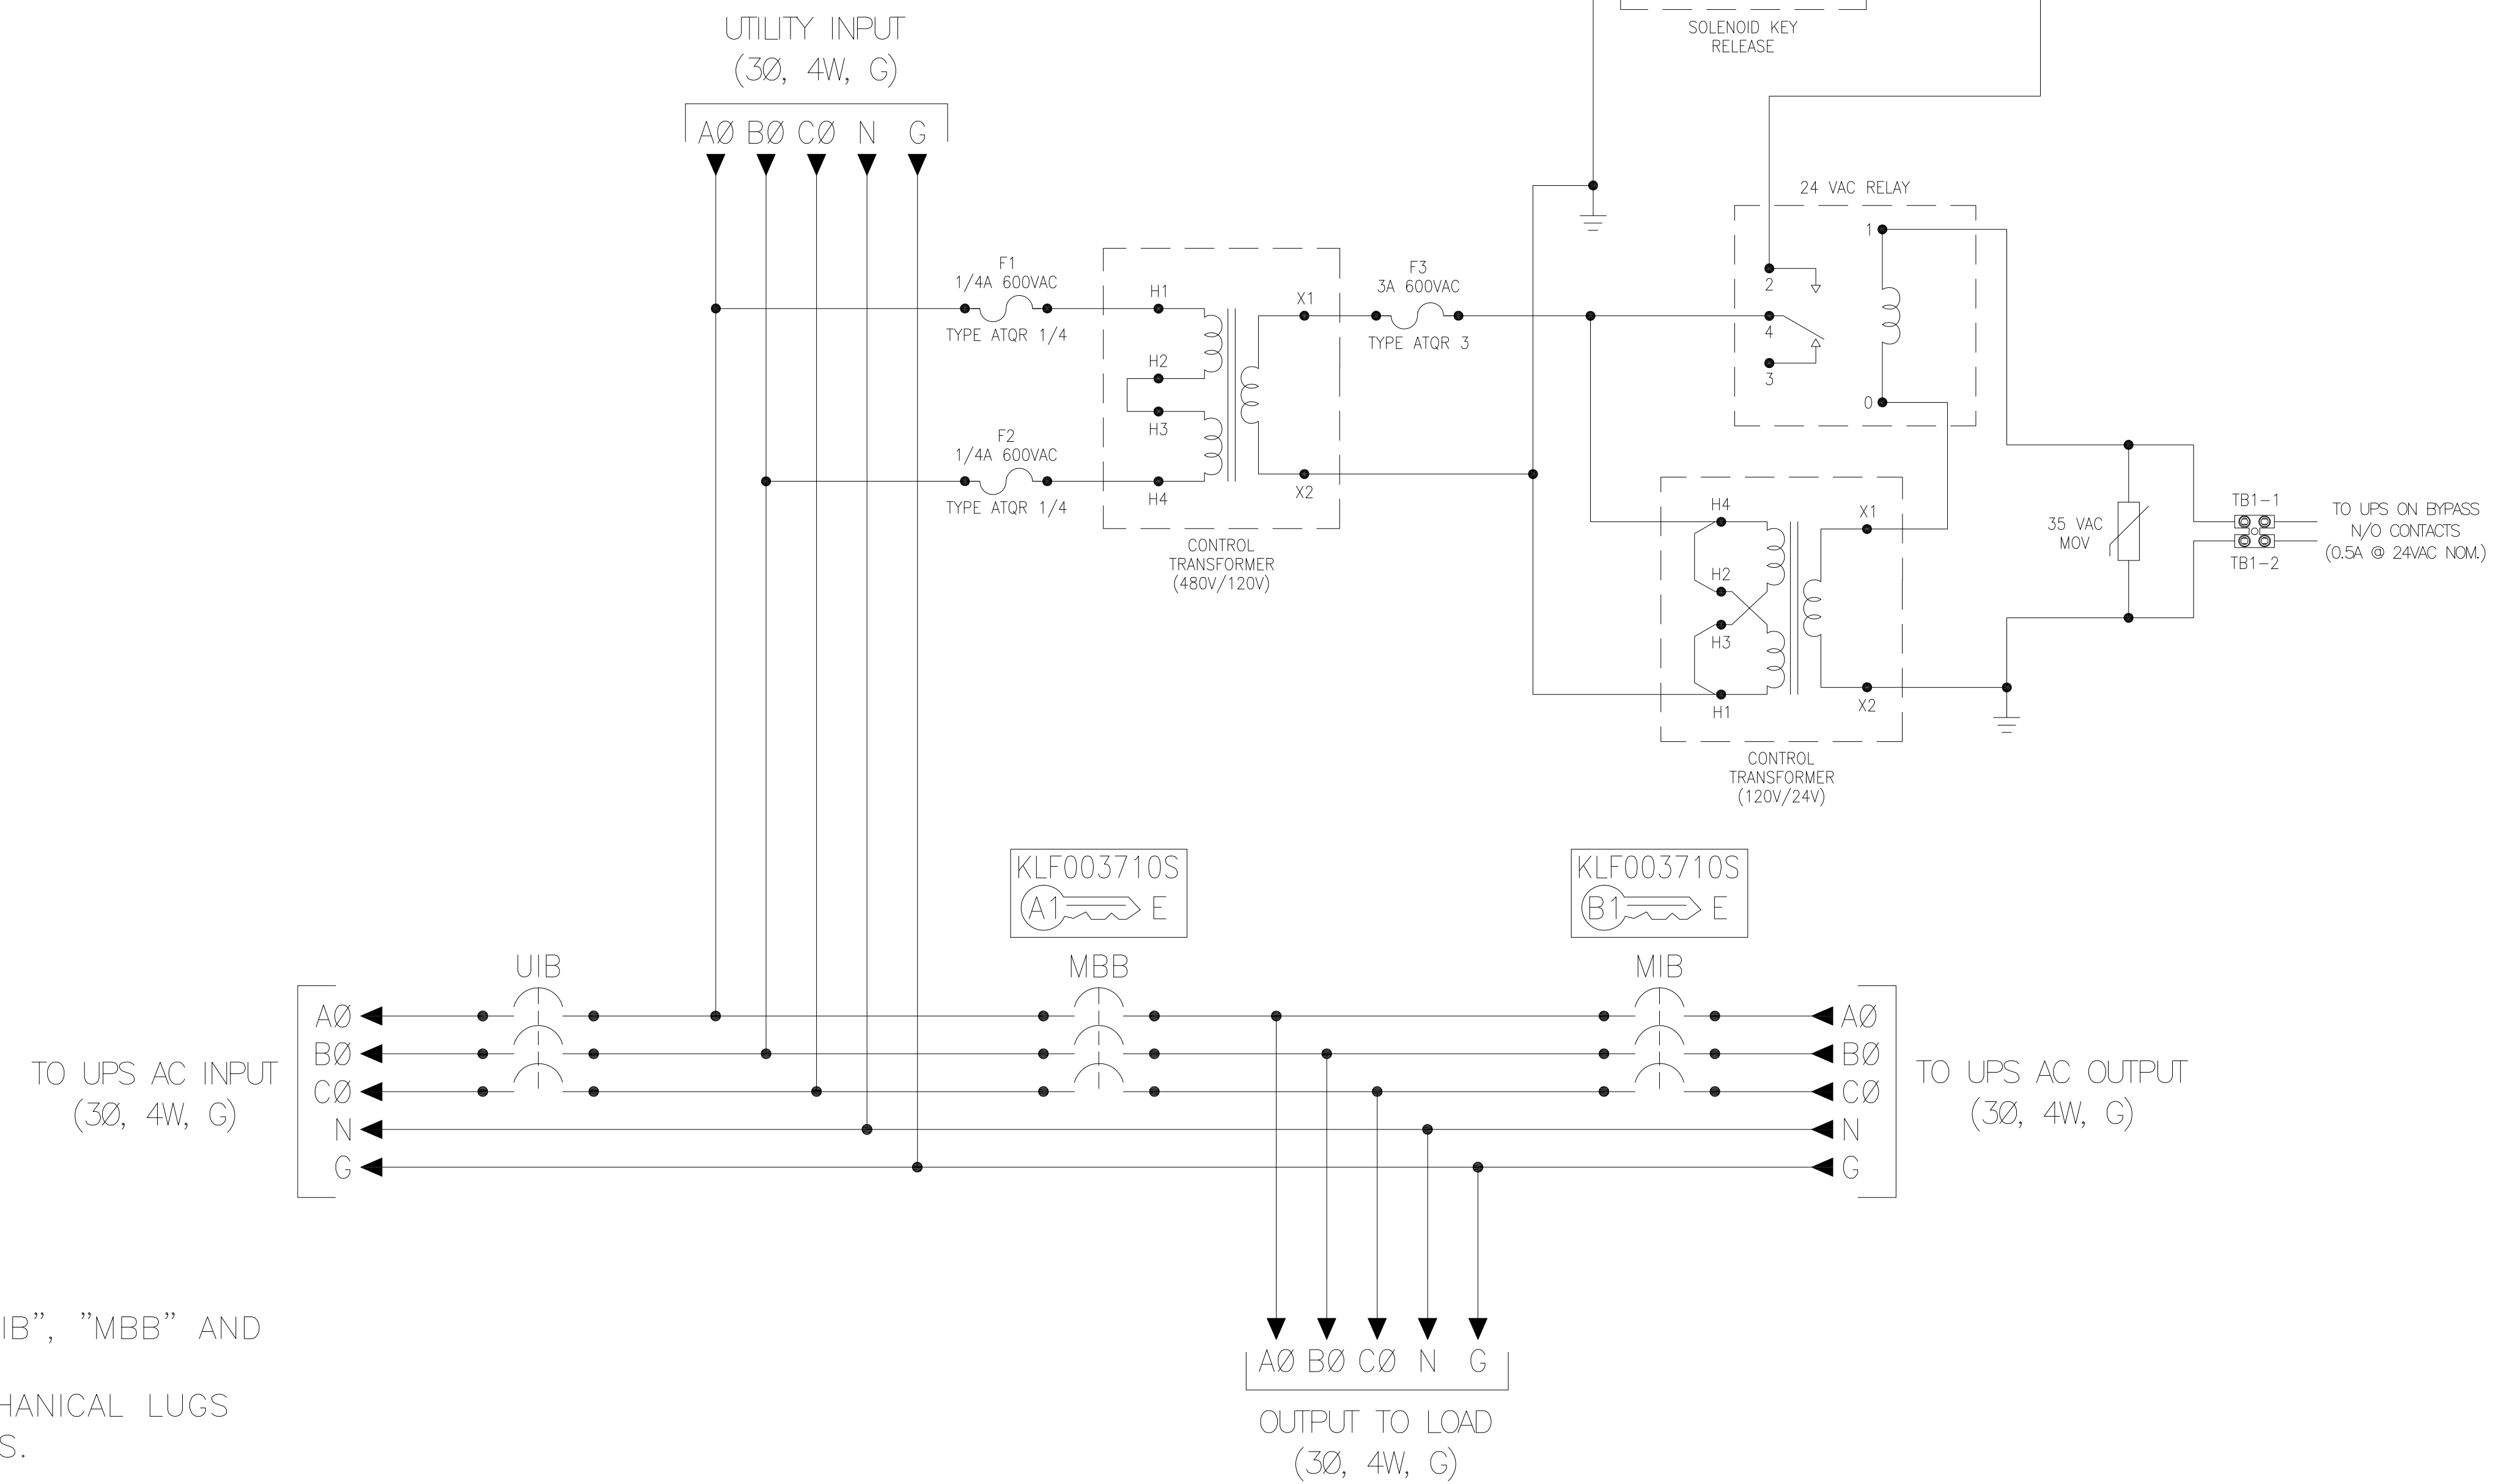 SOLENOID KEY
RELEASE
UTILITY INPUT
(3Ø, 4W, G)
AØ BØ CØ N G
24 VAC RELAY
1
2
4
3
0
F1
1/4A 600VAC
TYPE ATQR 1/4
F2
1/4A 600VAC
TYPE ATQR 1/4
H1
H2
H3
H4
X1
X2
CONTROL
TRANSFORMER
(480V/120V)
F3
3A 600VAC
TYPE ATQR 3
H4
H2
H3
H1
X1
X2
CONTROL
TRANSFORMER
(120V/24V)
35 VAC
MOV
TB1-1
TB1-2
TO UPS ON BYPASS
N/O CONTACTS
(0.5A @ 24VAC NOM.)
KLF003710S
A1 E
KLF003710S
B1 E
UIB
MBB
MIB
TO UPS AC INPUT
(3Ø, 4W, G)
AØ
BØ
CØ
N
G
AØ
BØ
CØ
N
G
TO UPS AC OUTPUT
(3Ø, 4W, G)
AØ BØ CØ N G
OUTPUT TO LOAD
(3Ø, 4W, G)
IB", "MBB" AND
HANICAL LUGS
S.